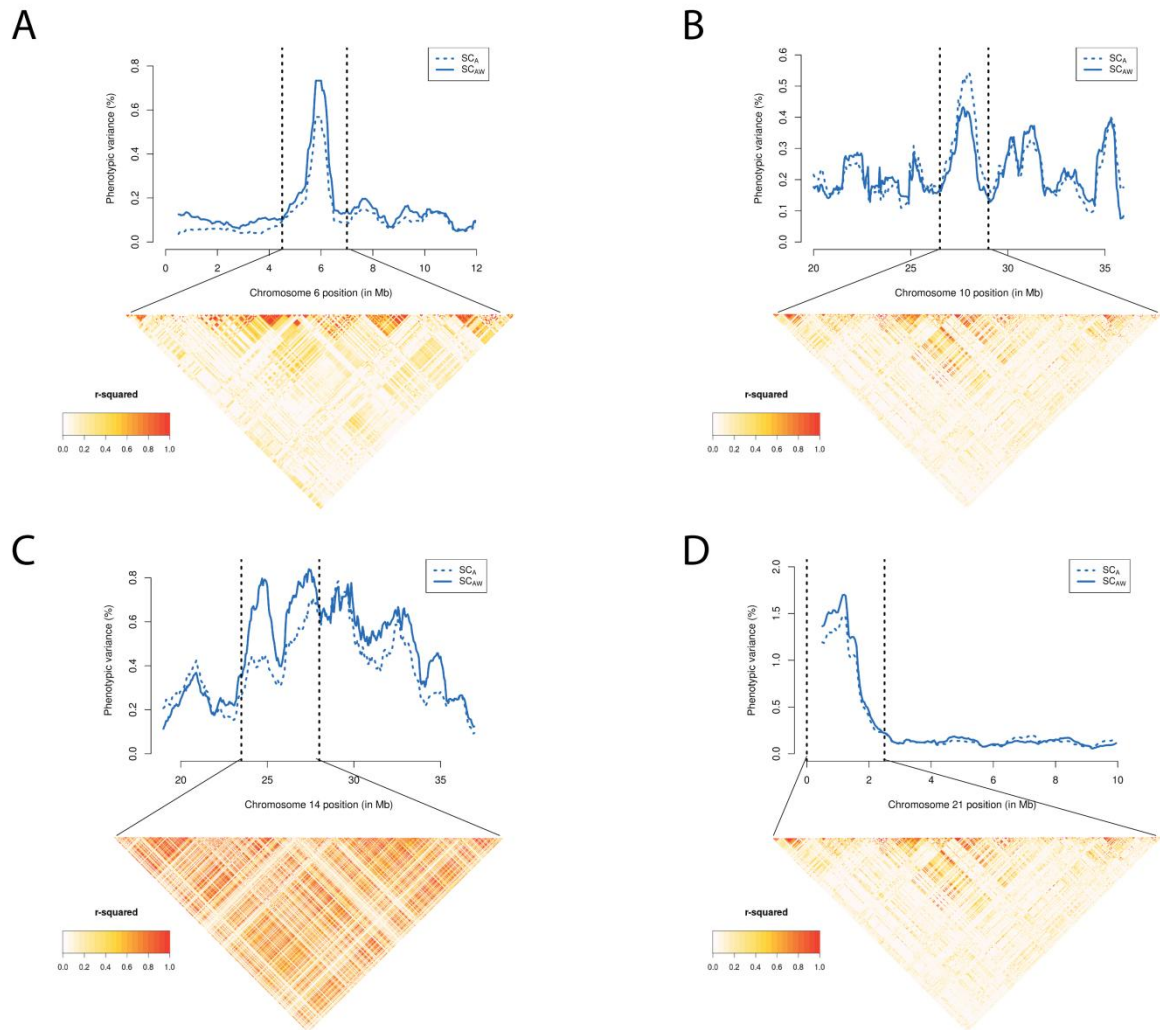 A
SC_A
SC_AW
Phenotypic variance (%)
0.0 0.2 0.4 0.6 0.8
0 2 4 6 8 10 12
Chromosome 6 position (in Mb)
r-squared
0.0 0.2 0.4 0.6 0.8 1.0
B
SC_A
SC_AW
Phenotypic variance (%)
0.0 0.1 0.2 0.3 0.4 0.5 0.6
20 25 30 35
Chromosome 10 position (in Mb)
r-squared
0.0 0.2 0.4 0.6 0.8 1.0
C
SC_A
SC_AW
Phenotypic variance (%)
0.0 0.2 0.4 0.6 0.8
20 25 30 35
Chromosome 14 position (in Mb)
r-squared
0.0 0.2 0.4 0.6 0.8 1.0
D
SC_A
SC_AW
Phenotypic variance (%)
0.0 0.5 1.0 1.5 2.0
0 2 4 6 8 10
Chromosome 21 position (in Mb)
r-squared
0.0 0.2 0.4 0.6 0.8 1.0